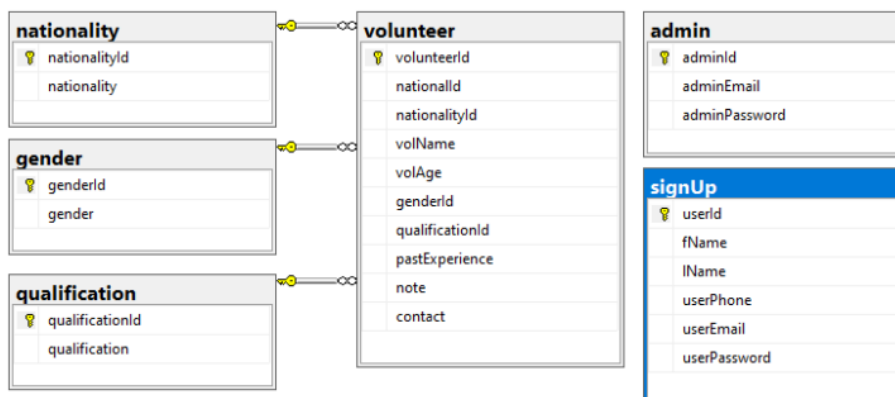 nationality
nationalityId
nationality
gender
genderId
gender
qualification
qualificationId
qualification
volunteer
volunteerId
nationalId
nationalityId
volName
volAge
genderId
qualificationId
pastExperience
note
contact
admin
adminId
adminEmail
adminPassword
signUp
userId
fName
lName
userPhone
userEmail
userPassword